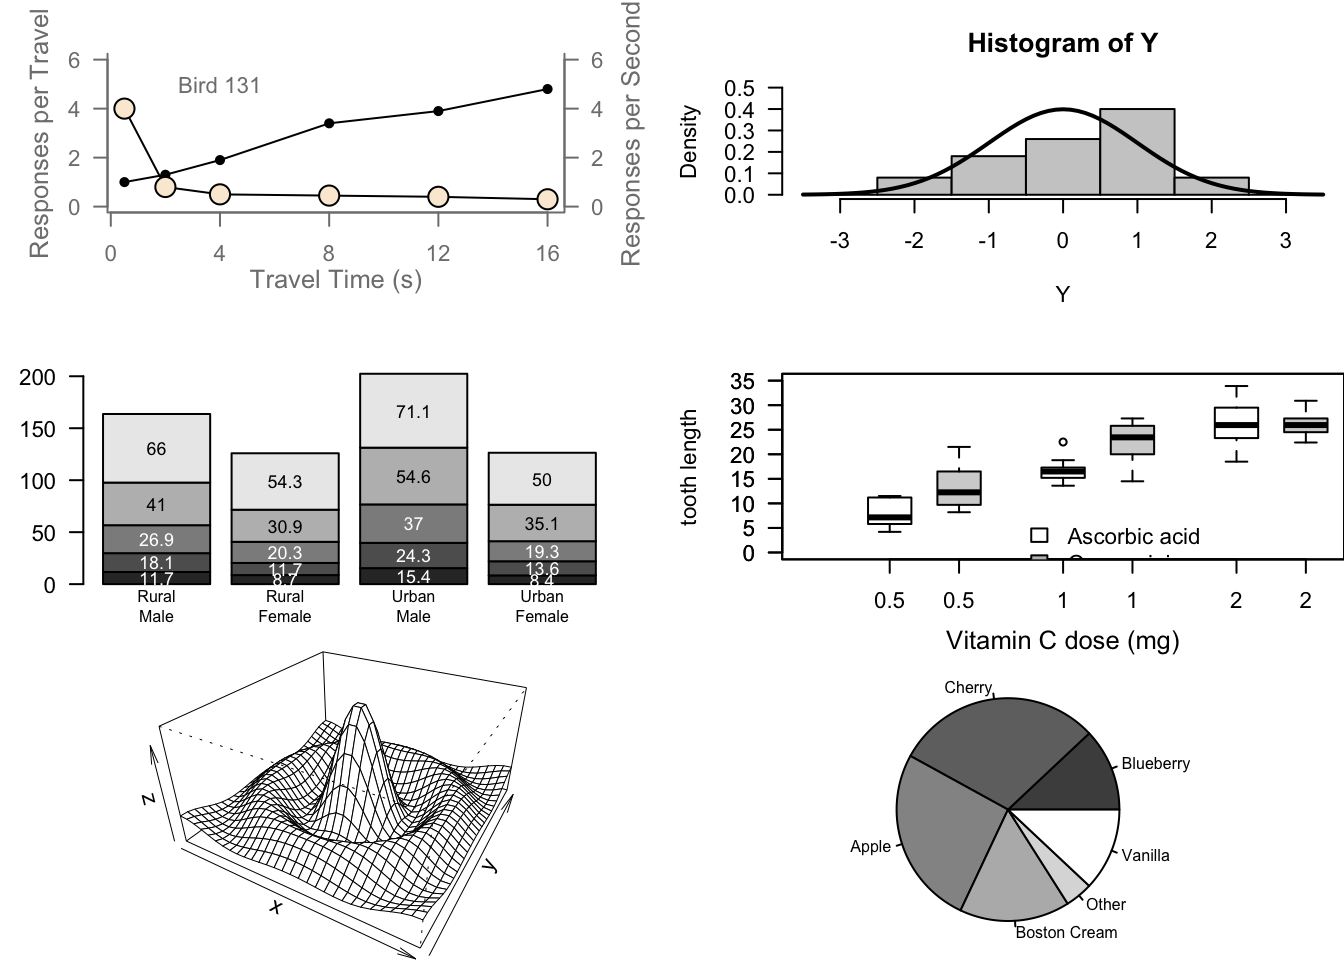 Responses per Travel
6
4
2
0
Bird 131
6
4
2
0
Responses per Second
0 4 8 12 16
Travel Time (s)
Histogram of Y
Density
0.5
0.4
0.3
0.2
0.1
0.0
-3 -2 -1 0 1 2 3
Y
200
150
100
50
0
66
41
26.9
18.1
11.7
Rural
Male
54.3
30.9
20.3
11.7
8.7
Rural
Female
71.1
54.6
37
24.3
15.4
Urban
Male
50
35.1
19.3
13.6
8.4
Urban
Female
tooth length
35
30
25
20
15
10
5
0
Ascorbic acid
0.5 0.5 1 1 2 2
Vitamin C dose (mg)
z
x
y
Cherry
Blueberry
Apple
Vanilla
Other
Boston Cream